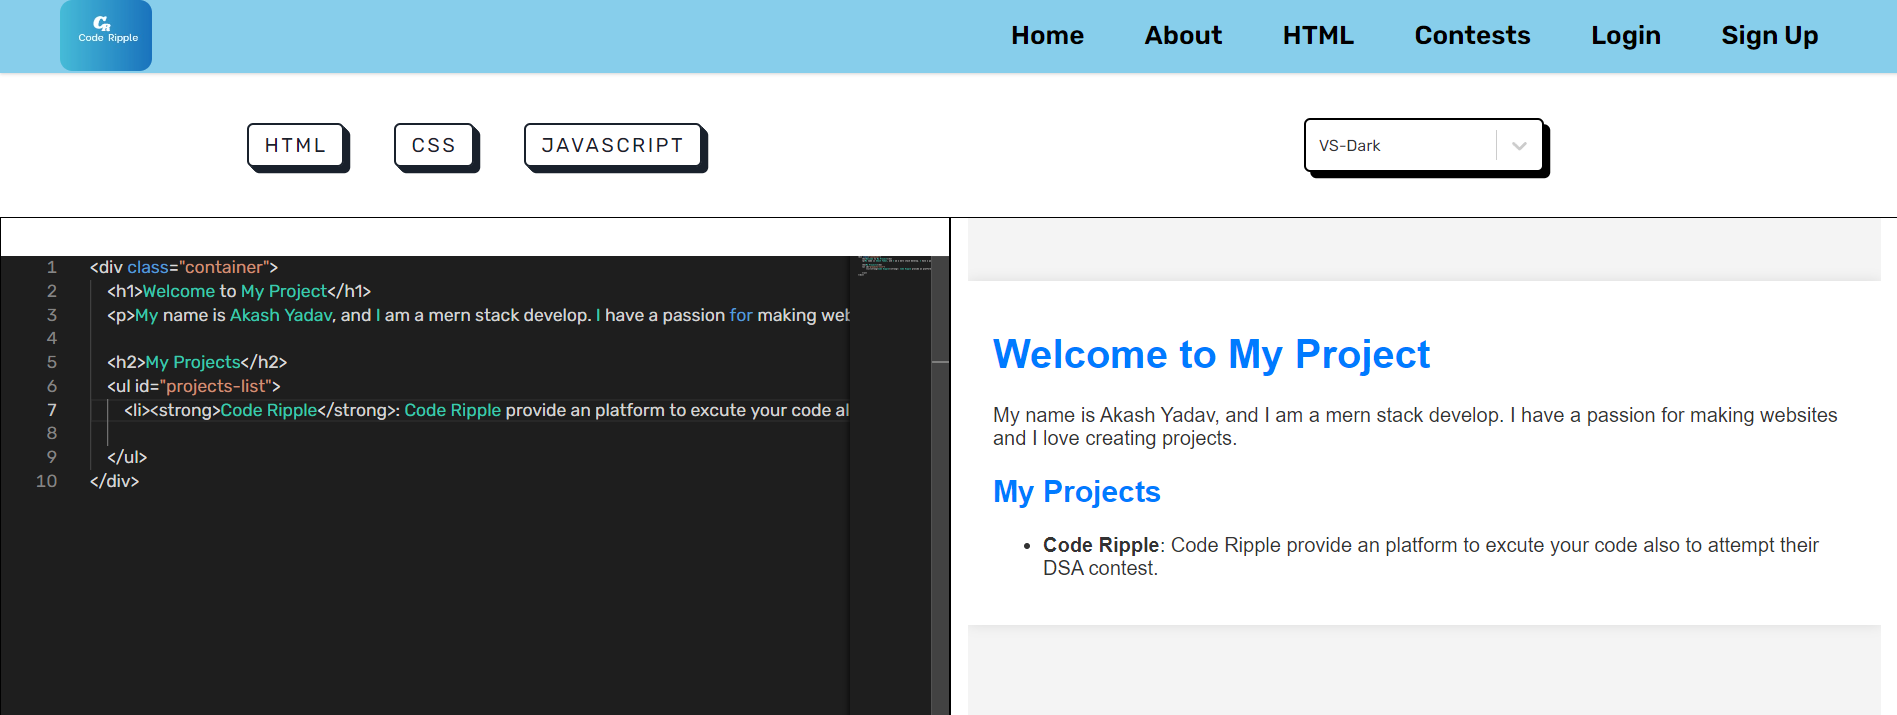 CR
Code Ripple
Home About HTML Contests Login Sign Up
HTML CSS JAVASCRIPT
VS-Dark
1 <div class="container">
2 <h1>Welcome to My Project</h1>
3 <p>My name is Akash Yadav, and I am a mern stack develop. I have a passion for making web
4
5 <h2>My Projects</h2>
6 <ul id="projects-list">
7 <li><strong>Code Ripple</strong>: Code Ripple provide an platform to excute your code al
8
9 </ul>
10 </div>
Welcome to My Project
My name is Akash Yadav, and I am a mern stack develop. I have a passion for making websites
and I love creating projects.
My Projects
• Code Ripple: Code Ripple provide an platform to excute your code also to attempt their
DSA contest.